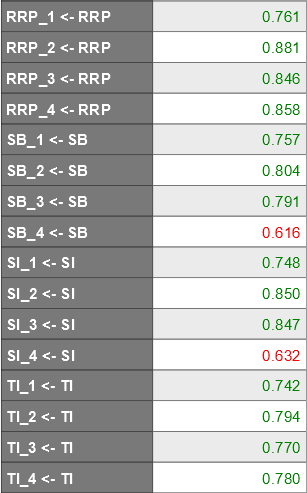 RRP_1 <- RRP 0.761
RRP_2 <- RRP 0.881
RRP_3 <- RRP 0.846
RRP_4 <- RRP 0.858
SB_1 <- SB 0.757
SB_2 <- SB 0.804
SB_3 <- SB 0.791
SB_4 <- SB 0.616
SI_1 <- SI 0.748
SI_2 <- SI 0.850
SI_3 <- SI 0.847
SI_4 <- SI 0.632
TI_1 <- TI 0.742
TI_2 <- TI 0.794
TI_3 <- TI 0.770
TI_4 <- TI 0.780